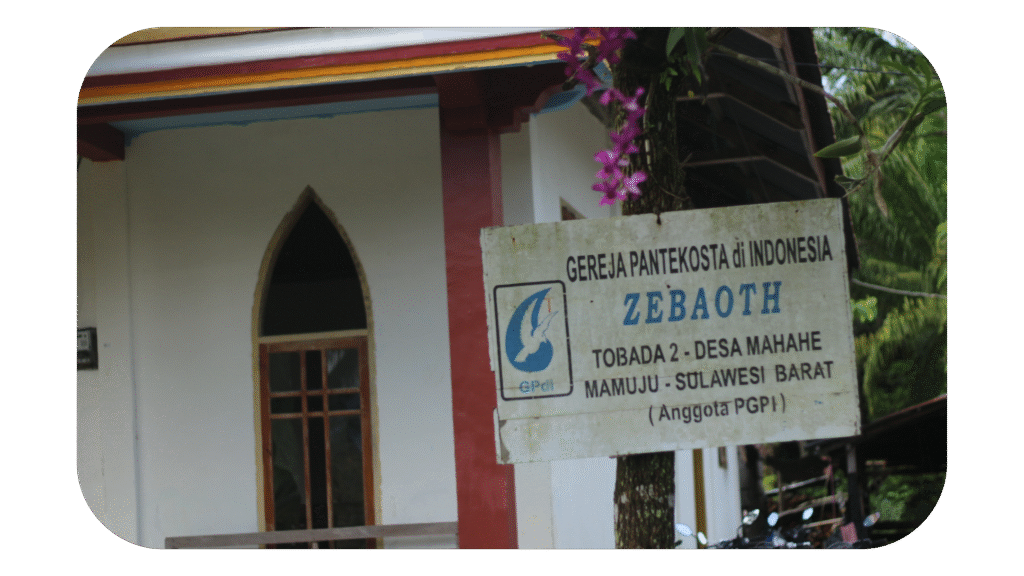 GEREJA PANTEKOSTA di INDONESIA
ZEBAOTH
TOBADA 2 - DESA MAHAHE
MAMUJU - SULAWESI BARAT
( Anggota PGPI )
GPdI